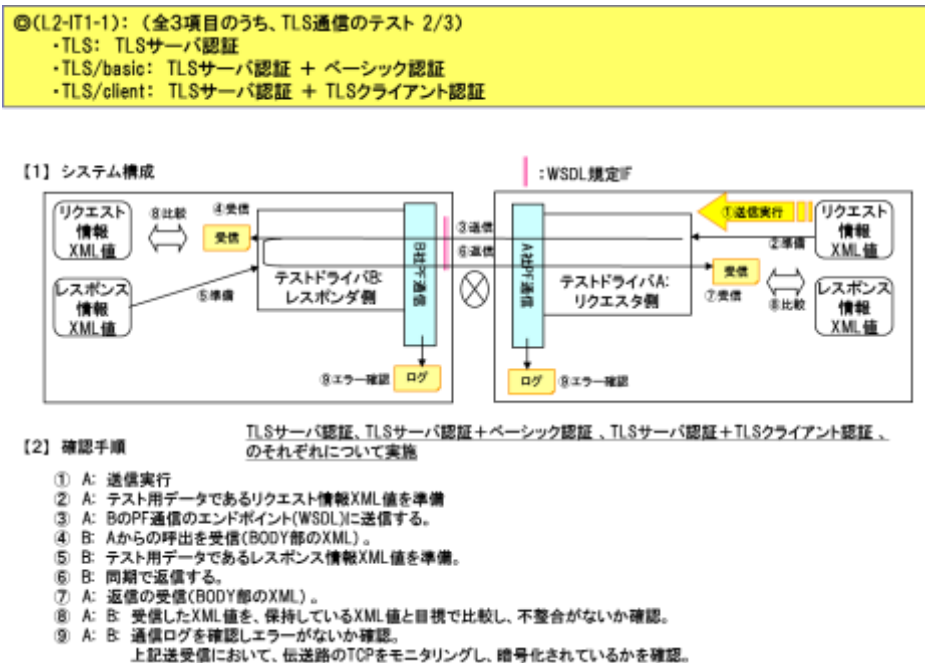 ◎(L2-IT1-1)：（全3項目のうち、TLS通信のテスト 2/3）
・TLS： TLSサーバ認証
・TLS/basic： TLSサーバ認証 ＋ ベーシック認証
・TLS/client： TLSサーバ認証 ＋ TLSクライアント認証
【1】システム構成
：WSDL規定IF
リクエスト
情報
XML値
⑧比較
④受信
受信
レスポンス
情報
XML値
⑤準備
テストドライバB:
レスポンダ側
B社PF通信
③送信
⑥返信
A社PF通信
テストドライバA:
リクエスタ側
①送信実行
②準備
リクエスト
情報
XML値
受信
⑦受信
⑧比較
レスポンス
情報
XML値
⑨エラー確認
ログ
ログ
⑨エラー確認
【2】確認手順
TLSサーバ認証、TLSサーバ認証＋ベーシック認証 、TLSサーバ認証＋TLSクライアント認証 、
のそれぞれについて実施
① A: 送信実行
② A: テスト用データであるリクエスト情報XML値を準備
③ A: BのPF通信のエンドポイント(WSDL)に送信する。
④ B: Aからの呼出を受信(BODY部のXML) 。
⑤ B: テスト用データであるレスポンス情報XML値を準備。
⑥ B: 同期で返信する。
⑦ A: 返信の受信(BODY部のXML) 。
⑧ A: B: 受信したXML値を、保持しているXML値と目視で比較し、不整合がないか確認。
⑨ A: B: 通信ログを確認しエラーがないか確認。
上記送受信において、伝送路のTCPをモニタリングし、暗号化されているかを確認。